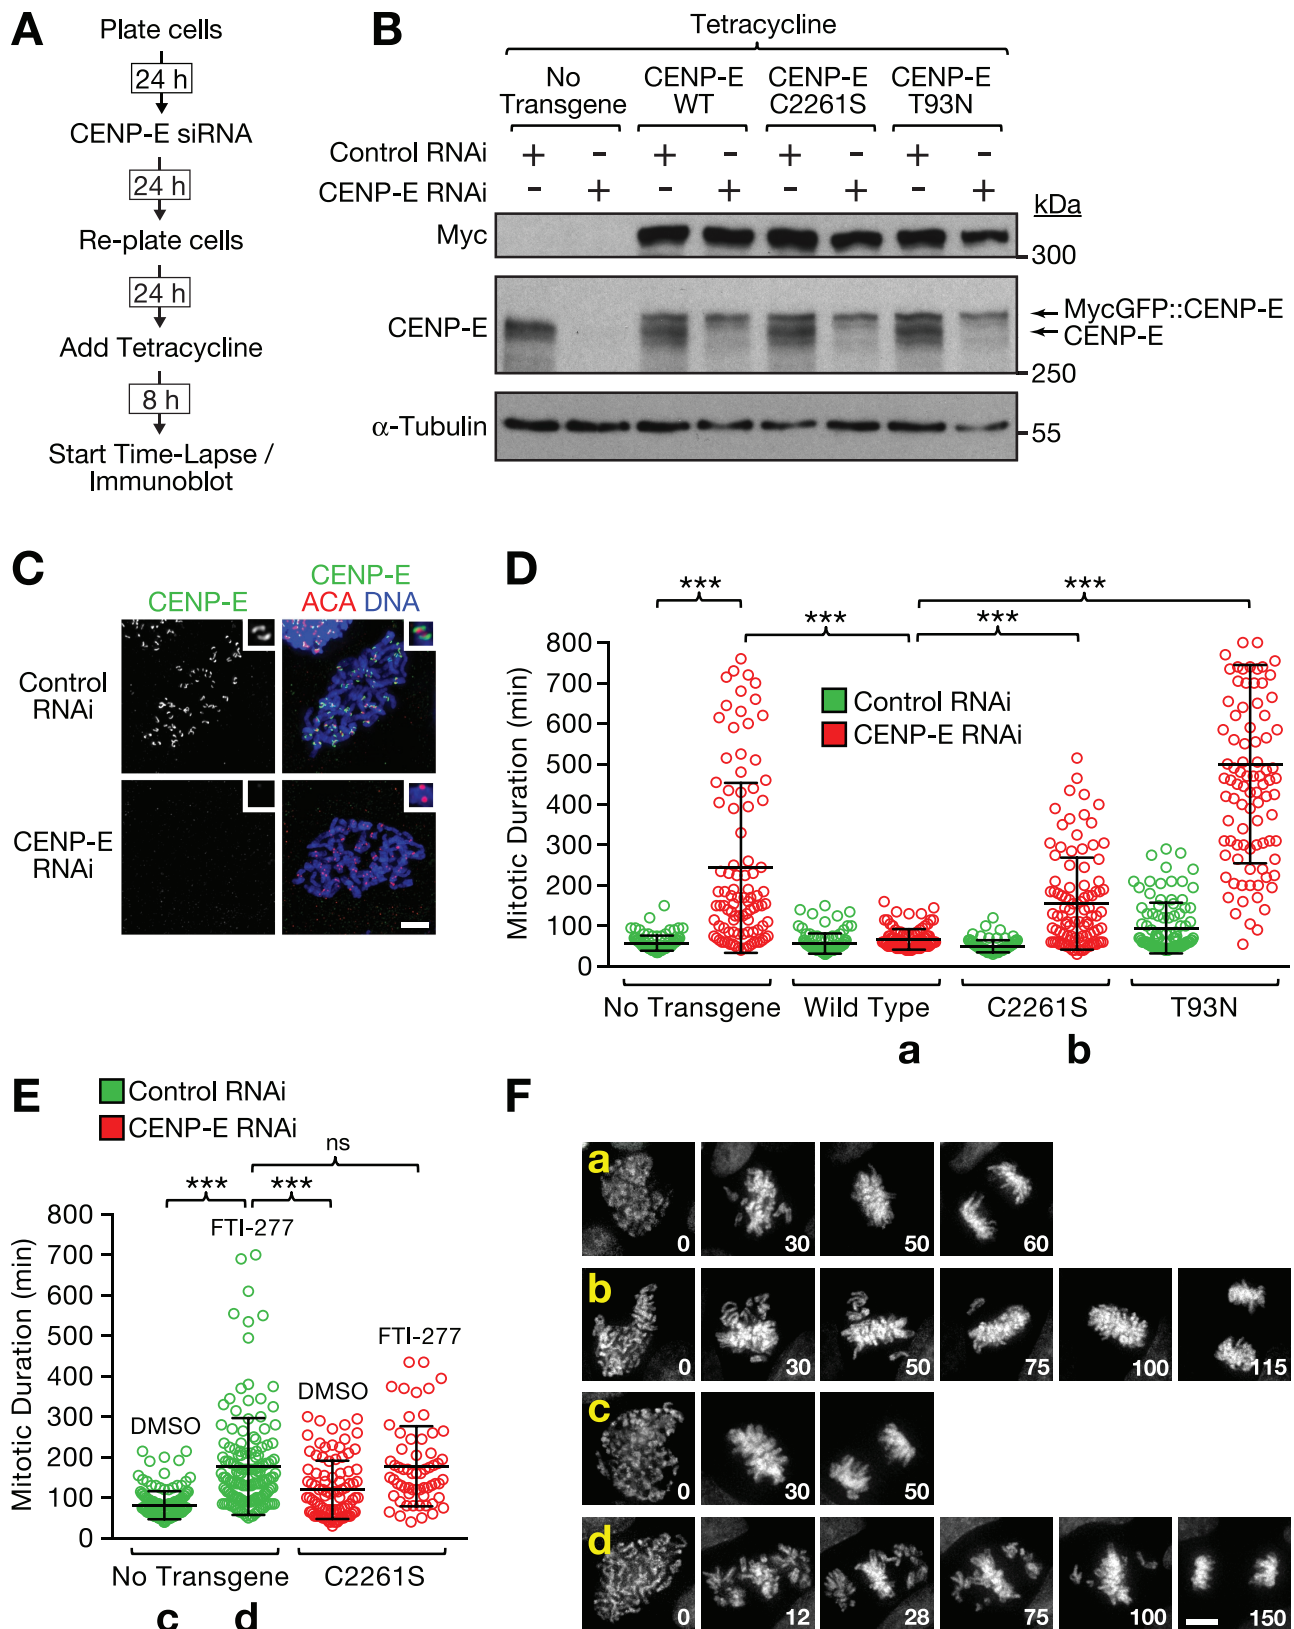 A
Plate cells
24 h
CENP-E siRNA
24 h
Re-plate cells
24 h
Add Tetracycline
8 h
Start Time-Lapse /
Immunoblot
B
Tetracycline
No Transgene
CENP-E WT
CENP-E C2261S
CENP-E T93N
Control RNAi + - + - + - + -
CENP-E RNAi - + - + - + - +
kDa
Myc
300
CENP-E
MycGFP::CENP-E
CENP-E
250
α-Tubulin
55
C
CENP-E
CENP-E
ACA DNA
Control
RNAi
CENP-E
RNAi
D
*** ***
*** ***
Mitotic Duration (min)
800
700
600
500
400
300
200
100
0
Control RNAi
CENP-E RNAi
No Transgene Wild Type C2261S T93N
a b
E
Control RNAi
CENP-E RNAi
ns
*** ***
Mitotic Duration (min)
800
700
600
500
400
300
200
100
0
DMSO
FTI-277
DMSO
FTI-277
No Transgene C2261S
c d
F
a
0 30 50 60
b
0 30 50 75 100 115
c
0 30 50
d
0 12 28 75 100 150